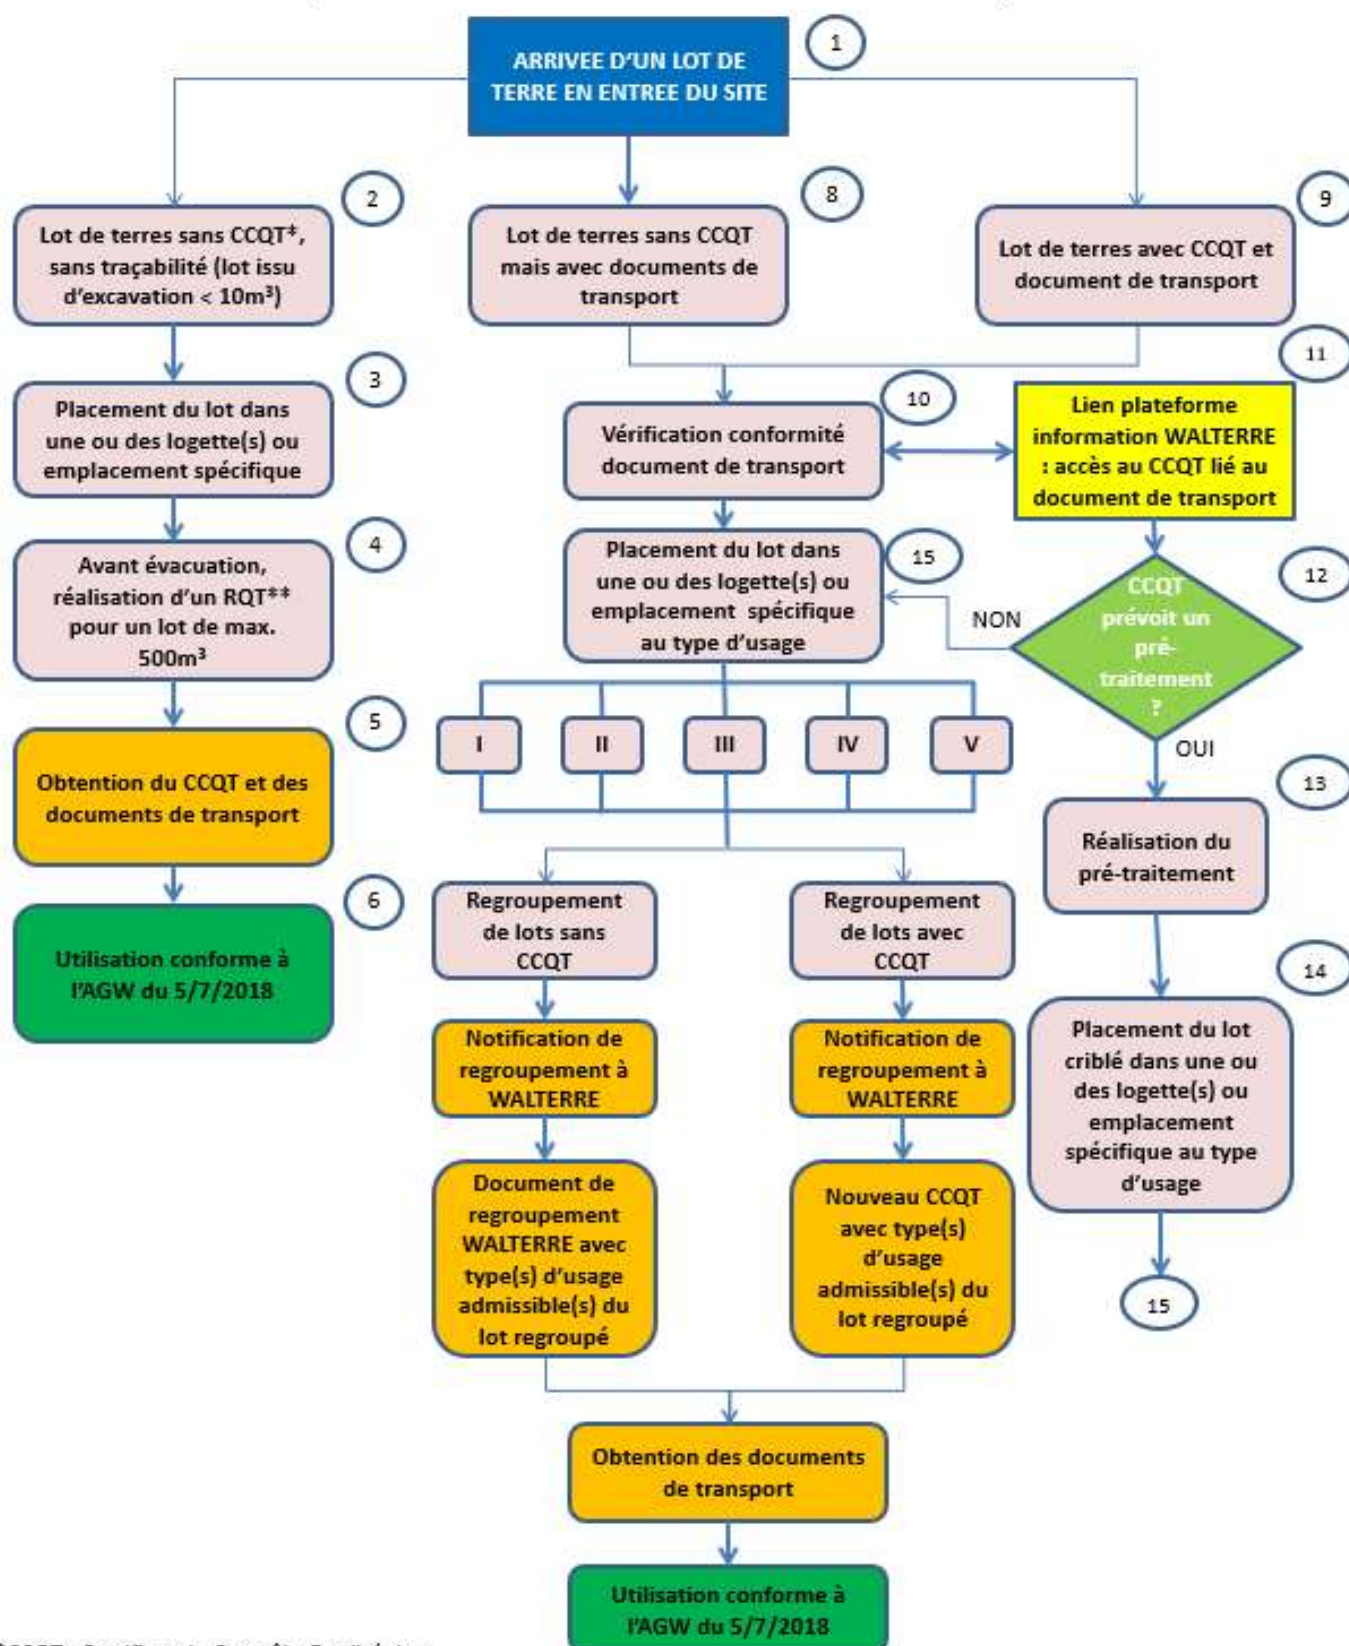 ARRIVEE D'UN LOT DE
TERRE EN ENTREE DU SITE
1
2
Lot de terres sans CCQT*,
sans traçabilité (lot issu
d'excavation < 10m³)
8
Lot de terres sans CCQT
mais avec documents de
transport
9
Lot de terres avec CCQT et
document de transport
3
Placement du lot dans
une ou des logette(s) ou
emplacement spécifique
4
Avant évacuation,
réalisation d'un RQT**
pour un lot de max.
500m³
5
Obtention du CCQT et des
documents de transport
6
Utilisation conforme à
l'AGW du 5/7/2018
10
Vérification conformité
document de transport
11
Lien plateforme
information WALTERRE
: accès au CCQT lié au
document de transport
15
Placement du lot dans
une ou des logette(s) ou
emplacement spécifique
au type d'usage
12
CCQT
prévoit un
pré-
traitement
?
NON
OUI
I
II
III
IV
V
13
Réalisation du
pré-traitement
14
Placement du lot
criblé dans une ou
des logette(s) ou
emplacement
spécifique au type
d'usage
15
Regroupement
de lots sans
CCQT
Notification de
regroupement à
WALTERRE
Document de
regroupement
WALTERRE avec
type(s) d'usage
admissible(s) du
lot regroupé
Regroupement
de lots avec
CCQT
Notification de
regroupement à
WALTERRE
Nouveau CCQT
avec type(s)
d'usage
admissible(s) du
lot regroupé
Obtention des documents
de transport
Utilisation conforme à
l'AGW du 5/7/2018